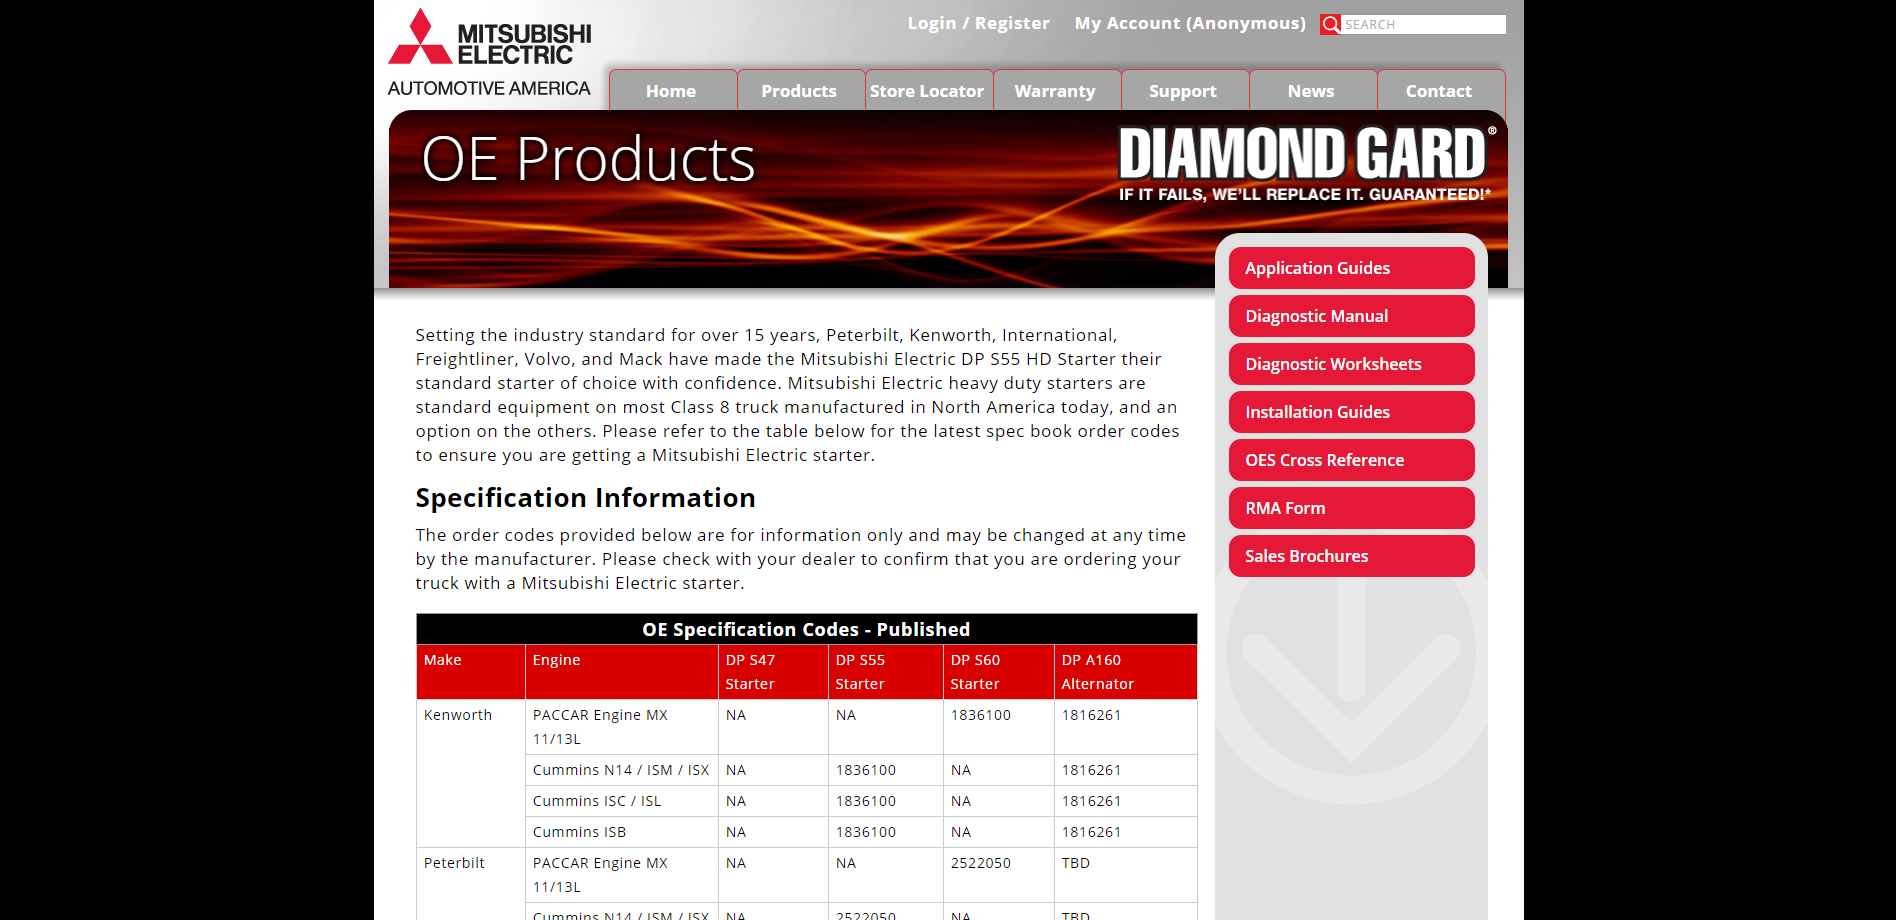 MITSUBISHI
ELECTRIC
AUTOMOTIVE AMERICA
Login / Register My Account (Anonymous) SEARCH
Home Products Store Locator Warranty Support News Contact
OE Products
DIAMOND GARD®
IF IT FAILS, WE'LL REPLACE IT. GUARANTEED!*
Application Guides
Diagnostic Manual
Diagnostic Worksheets
Installation Guides
OES Cross Reference
RMA Form
Sales Brochures
Setting the industry standard for over 15 years, Peterbilt, Kenworth, International,
Freightliner, Volvo, and Mack have made the Mitsubishi Electric DP S55 HD Starter their
standard starter of choice with confidence. Mitsubishi Electric heavy duty starters are
standard equipment on most Class 8 truck manufactured in North America today, and an
option on the others. Please refer to the table below for the latest spec book order codes
to ensure you are getting a Mitsubishi Electric starter.
Specification Information
The order codes provided below are for information only and may be changed at any time
by the manufacturer. Please check with your dealer to confirm that you are ordering your
truck with a Mitsubishi Electric starter.
OE Specification Codes - Published
Make Engine DP S47 DP S55 DP S60 DP A160
Starter Starter Starter Alternator
Kenworth PACCAR Engine MX NA NA 1836100 1816261
11/13L
Cummins N14 / ISM / ISX NA 1836100 NA 1816261
Cummins ISC / ISL NA 1836100 NA 1816261
Cummins ISB NA 1836100 NA 1816261
Peterbilt PACCAR Engine MX NA NA 2522050 TBD
11/13L
Cummins N14 / ISM / ISX NA 2522050 NA TBD